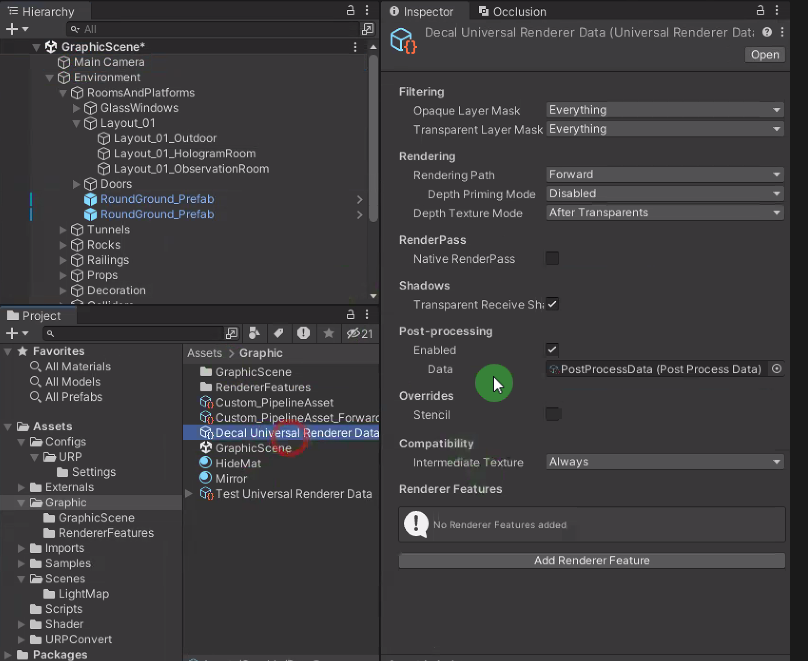 Hierarchy
All
GraphicScene*
Main Camera
Environment
RoomsAndPlatforms
GlassWindows
Layout_01
Layout_01_Outdoor
Layout_01_HologramRoom
Layout_01_ObservationRoom
Doors
RoundGround_Prefab
RoundGround_Prefab
Tunnels
Rocks
Railings
Props
Decoration
Project
21
Favorites
All Materials
All Models
All Prefabs
Assets
Configs
URP
Settings
Externals
Graphic
GraphicScene
RendererFeatures
Imports
Samples
Scenes
LightMap
Scripts
Shader
URPConvert
Packages
Assets > Graphic
GraphicScene
RendererFeatures
Custom_PipelineAsset
Custom_PipelineAsset_Forward
Decal Universal Renderer Data
GraphicScene
HideMat
Mirror
Test Universal Renderer Data
Inspector
Occlusion
Decal Universal Renderer Data (Universal Renderer Dat
Open
Filtering
Opaque Layer Mask Everything
Transparent Layer Mask Everything
Rendering
Rendering Path Forward
Depth Priming Mode Disabled
Depth Texture Mode After Transparents
RenderPass
Native RenderPass
Shadows
Transparent Receive Sha
Post-processing
Enabled
Data PostProcessData (Post Process Data)
Overrides
Stencil
Compatibility
Intermediate Texture Always
Renderer Features
No Renderer Features added
Add Renderer Feature